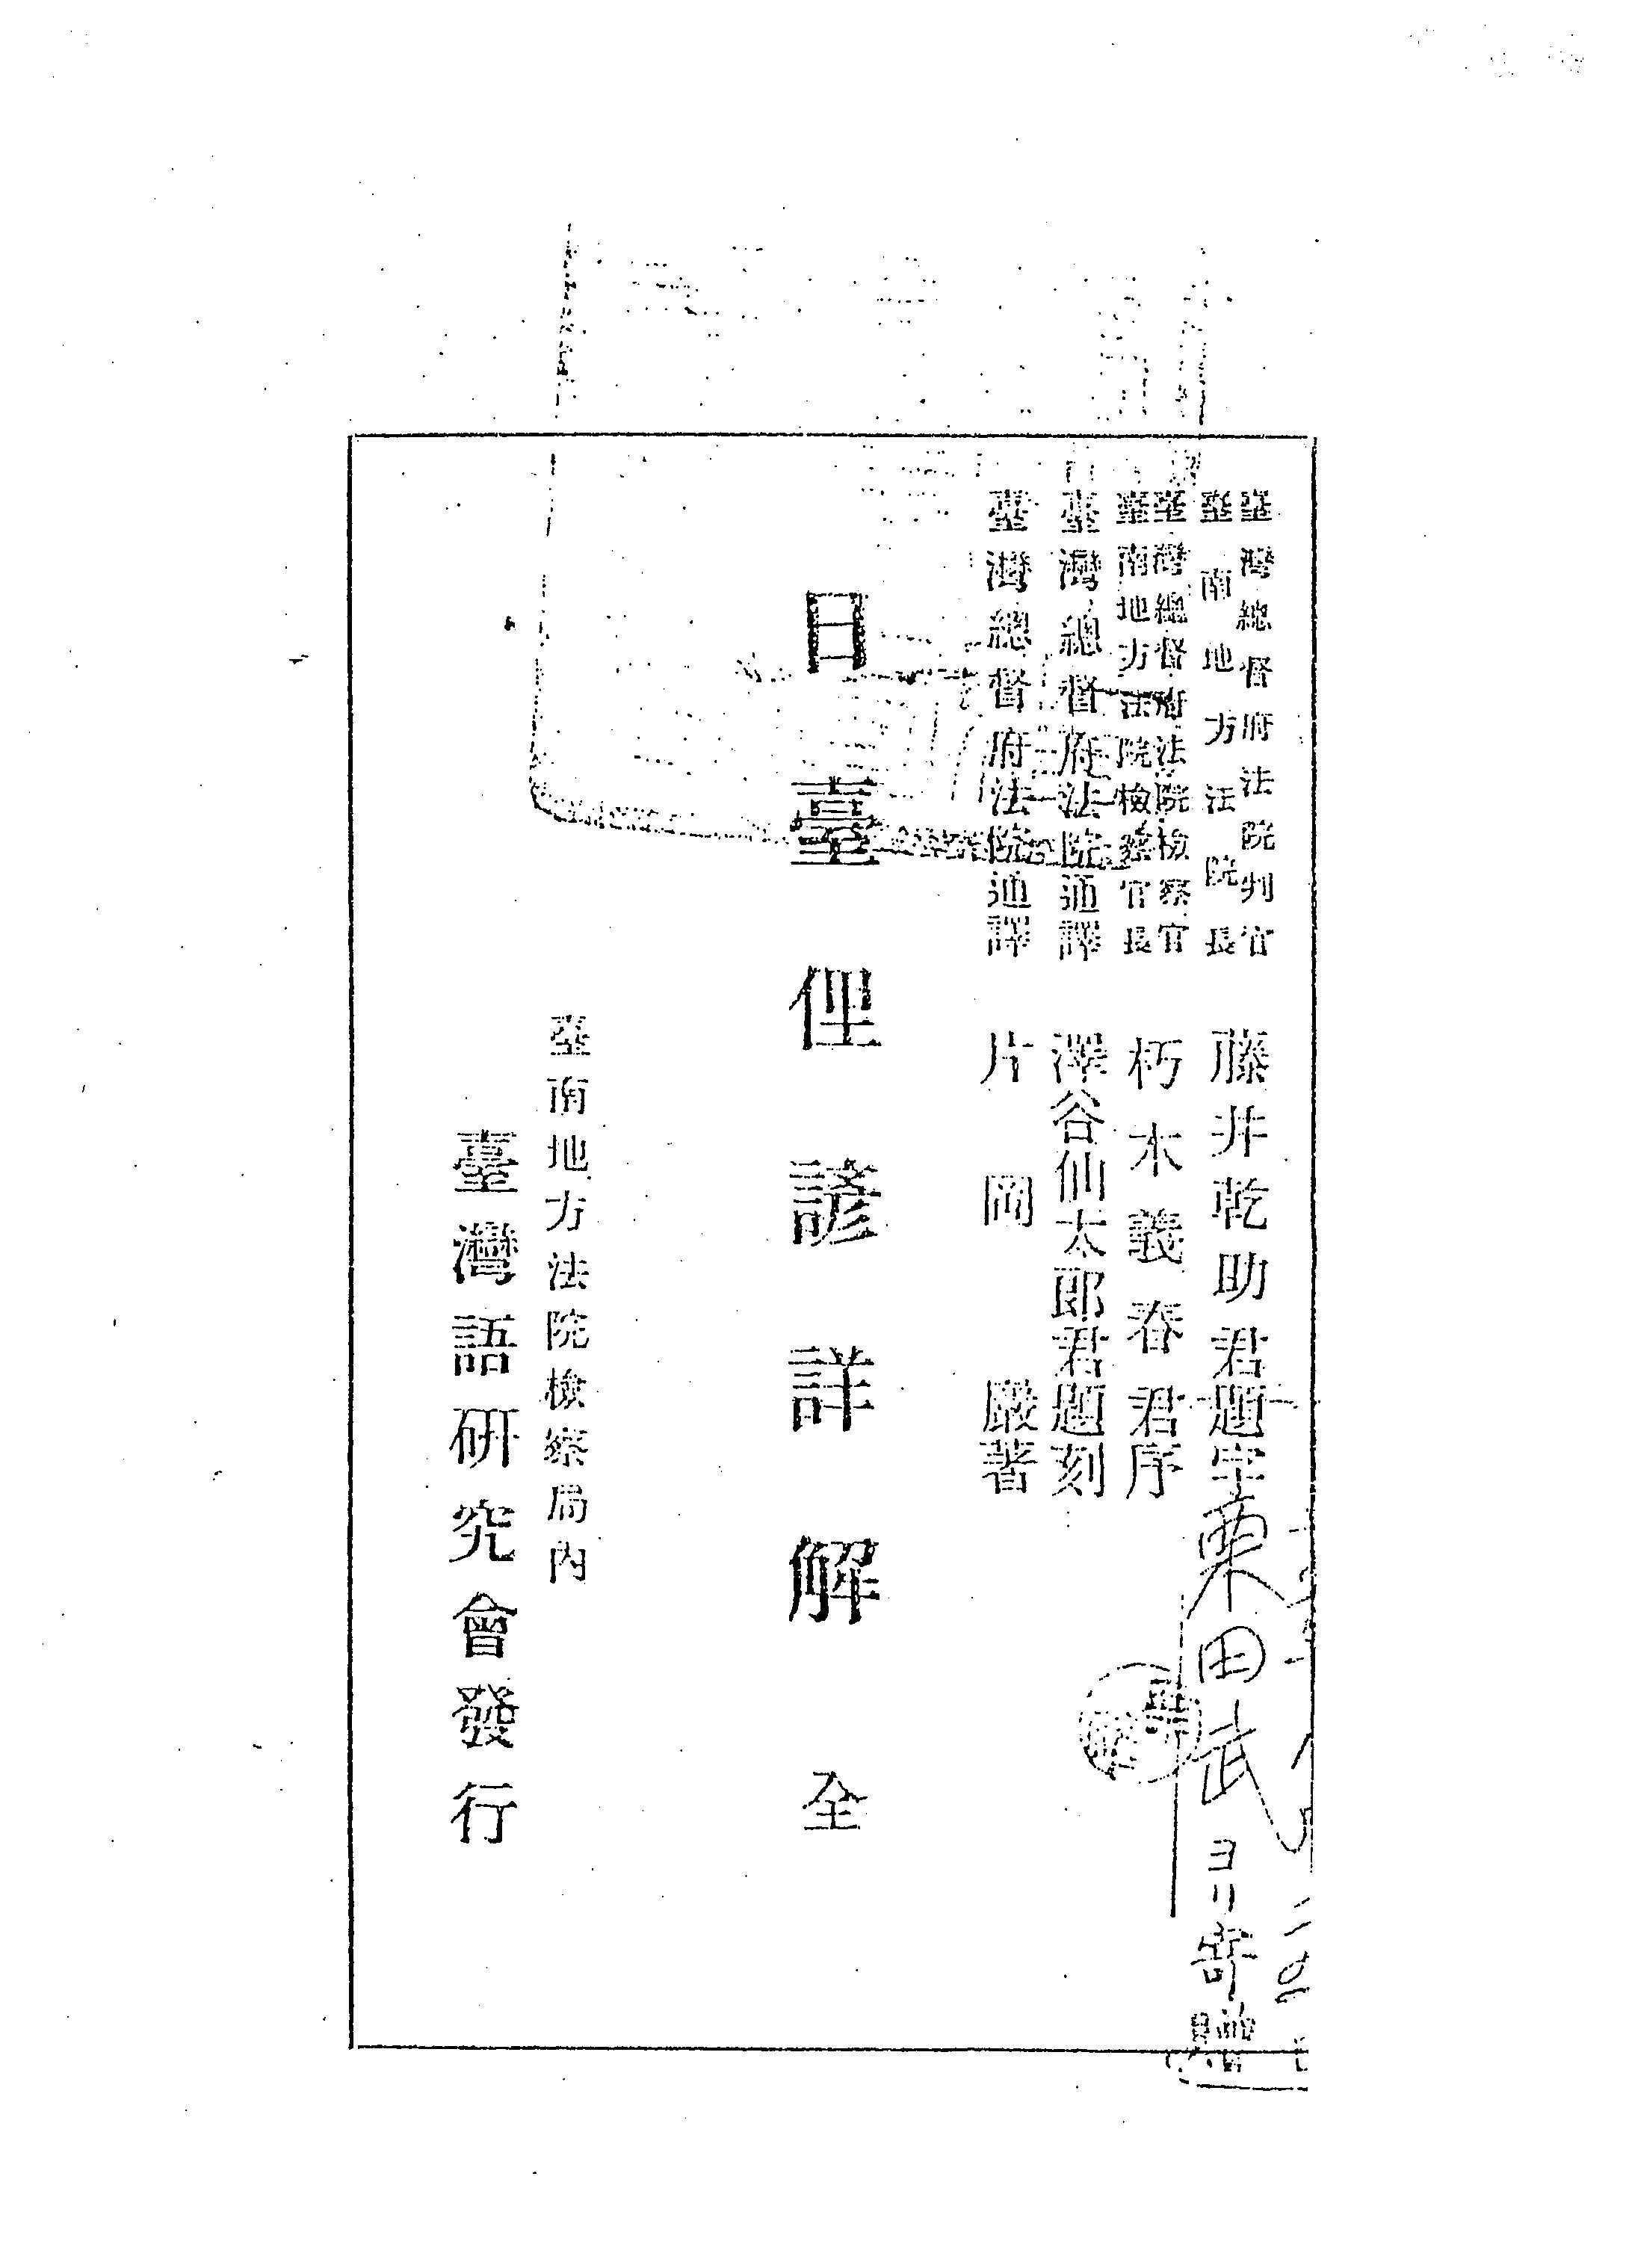 臺灣總督府法院判官
臺南地方法院長
藤井乾助君題字
臺灣總督府法院檢察官
臺南地方法院檢察官長
朽木義春君序
臺灣總督府法院通譯
澤谷仙太郎君題刻
臺灣總督府法院通譯
片岡巖著
日臺俚諺詳解 全
臺南地方法院檢察局內
臺灣語研究會發行
栗田武
ヨリ寄贈